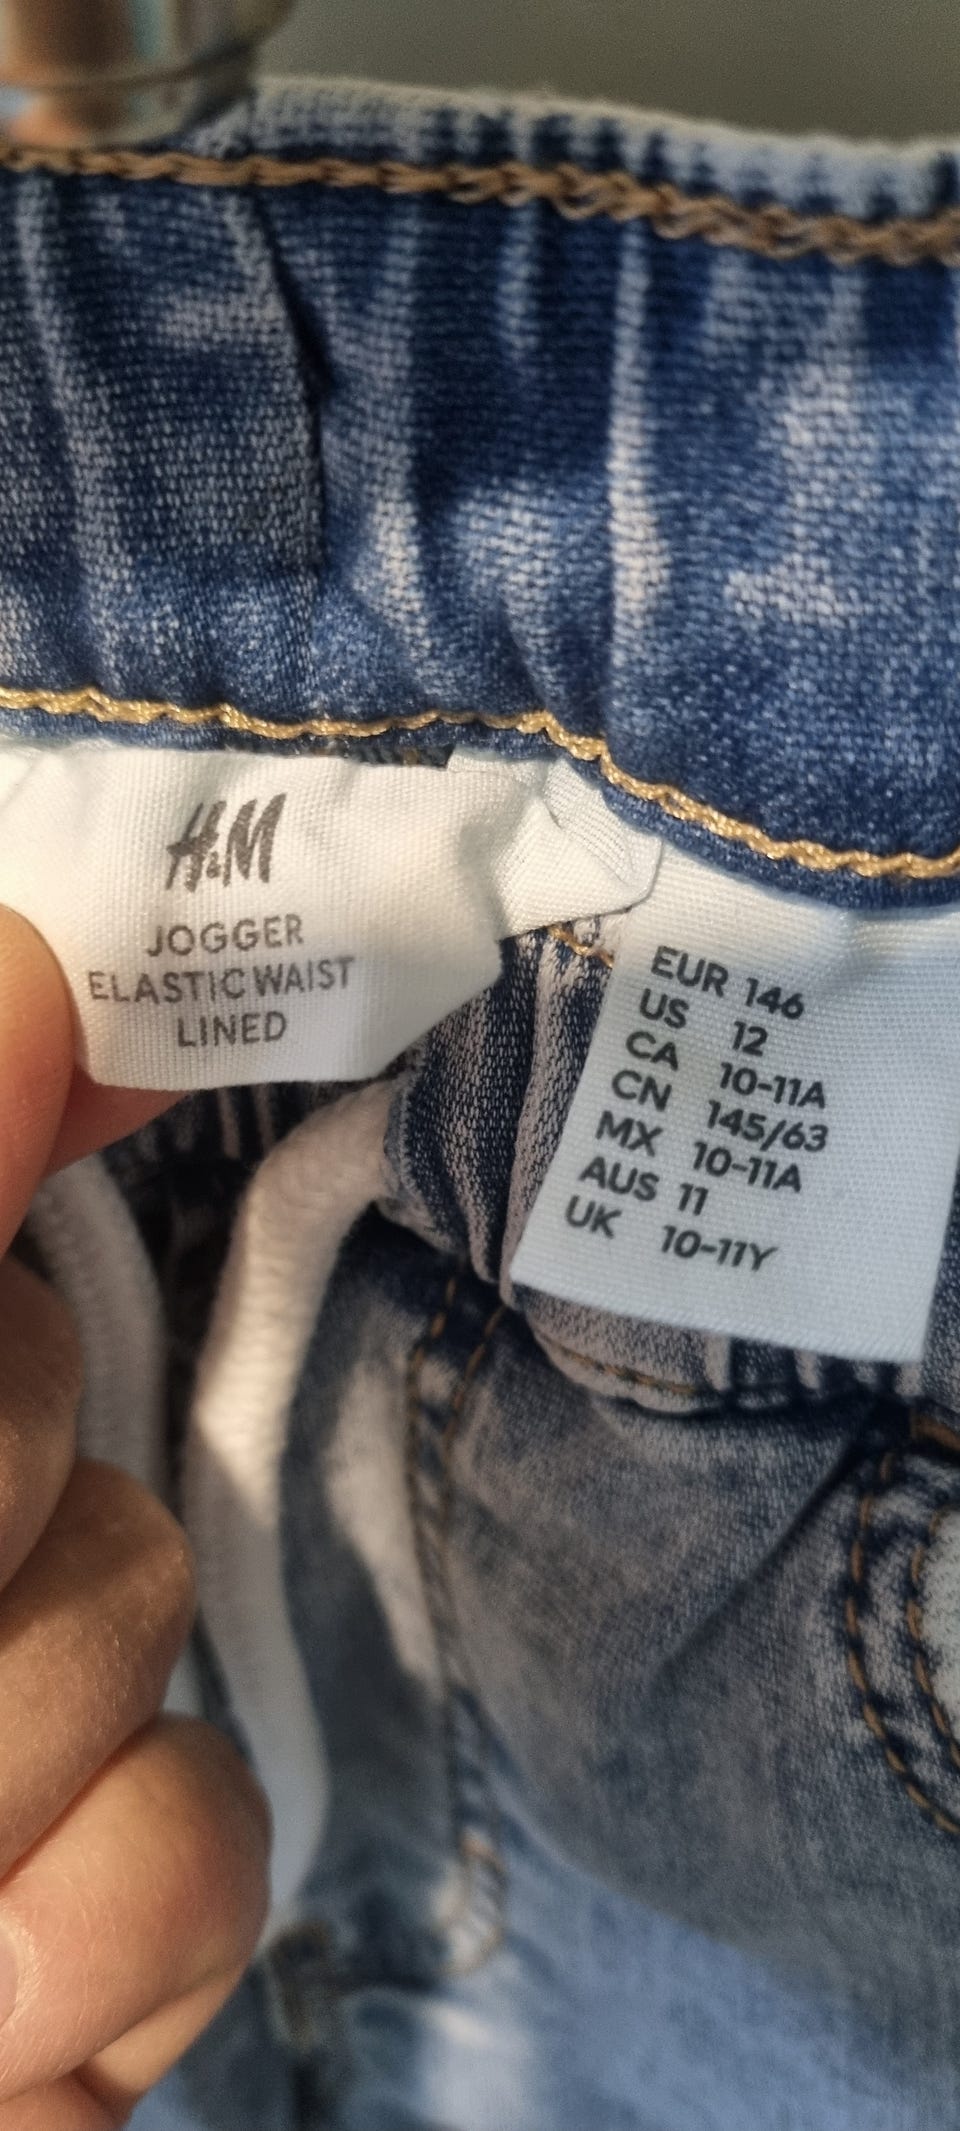 H&M
JOGGER
ELASTIC WAIST
LINED
EUR 146
US 12
CA 10-11A
CN 145/63
MX 10-11A
AUS 11
UK 10-11Y